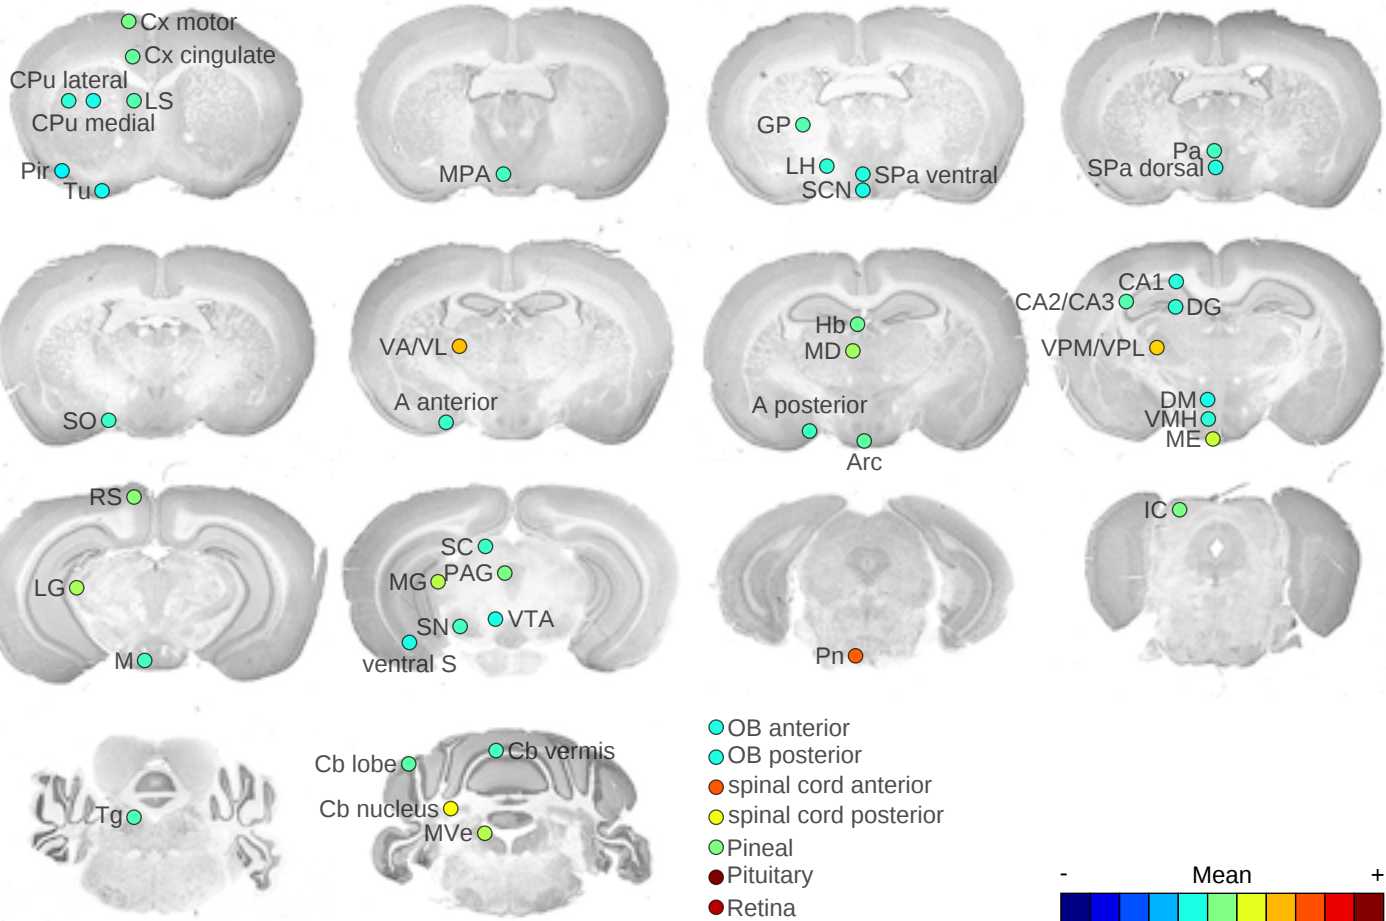 Cx motor
Cx cingulate
CPu lateral
LS
CPu medial
Pir
Tu
MPA
GP
LH
SPa ventral
SCN
Pa
SPa dorsal
SO
VA/VL
A anterior
Hb
MD
A posterior
Arc
CA1
CA2/CA3
DG
VPM/VPL
DM
VMH
ME
RS
LG
M
SC
PAG
MG
SN
VTA
ventral S
Pn
IC
Tg
Cb lobe
Cb vermis
Cb nucleus
MVe
OB anterior
OB posterior
spinal cord anterior
spinal cord posterior
Pineal
Pituitary
Retina
- Mean +